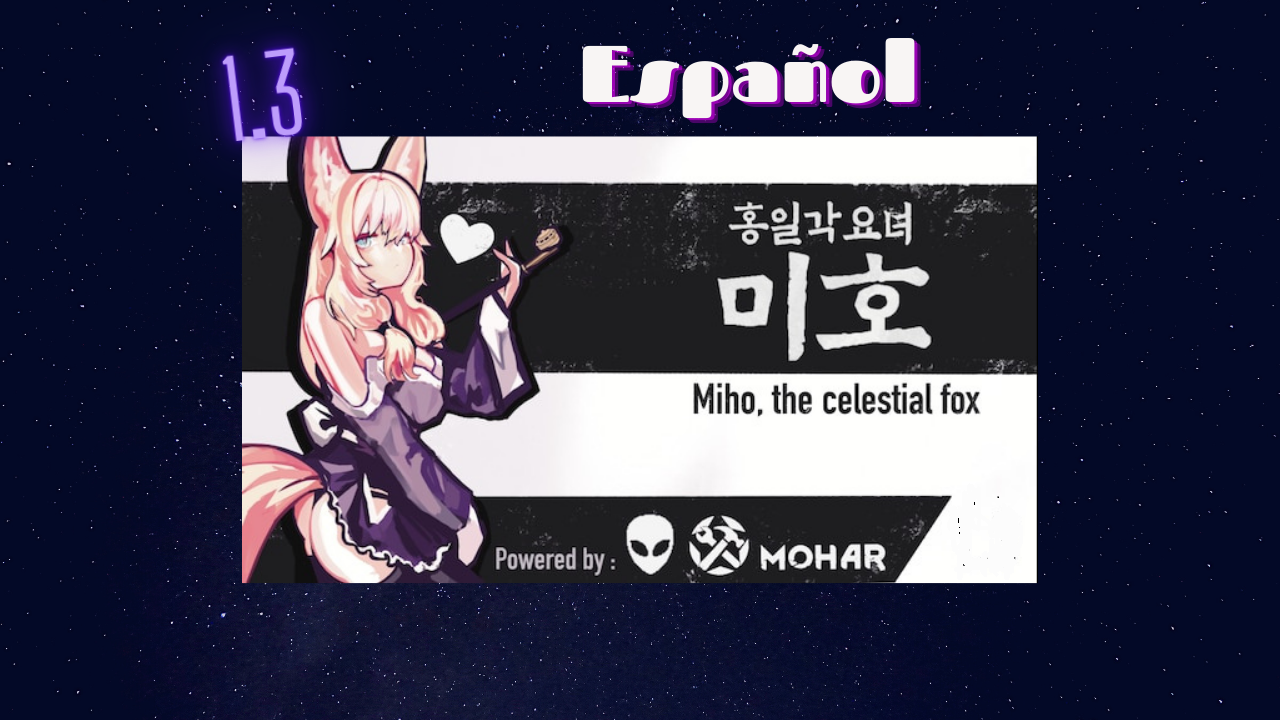 1.3
Español
홍일각 요녀
미호
Miho, the celestial fox
Powered by :
MOHAR